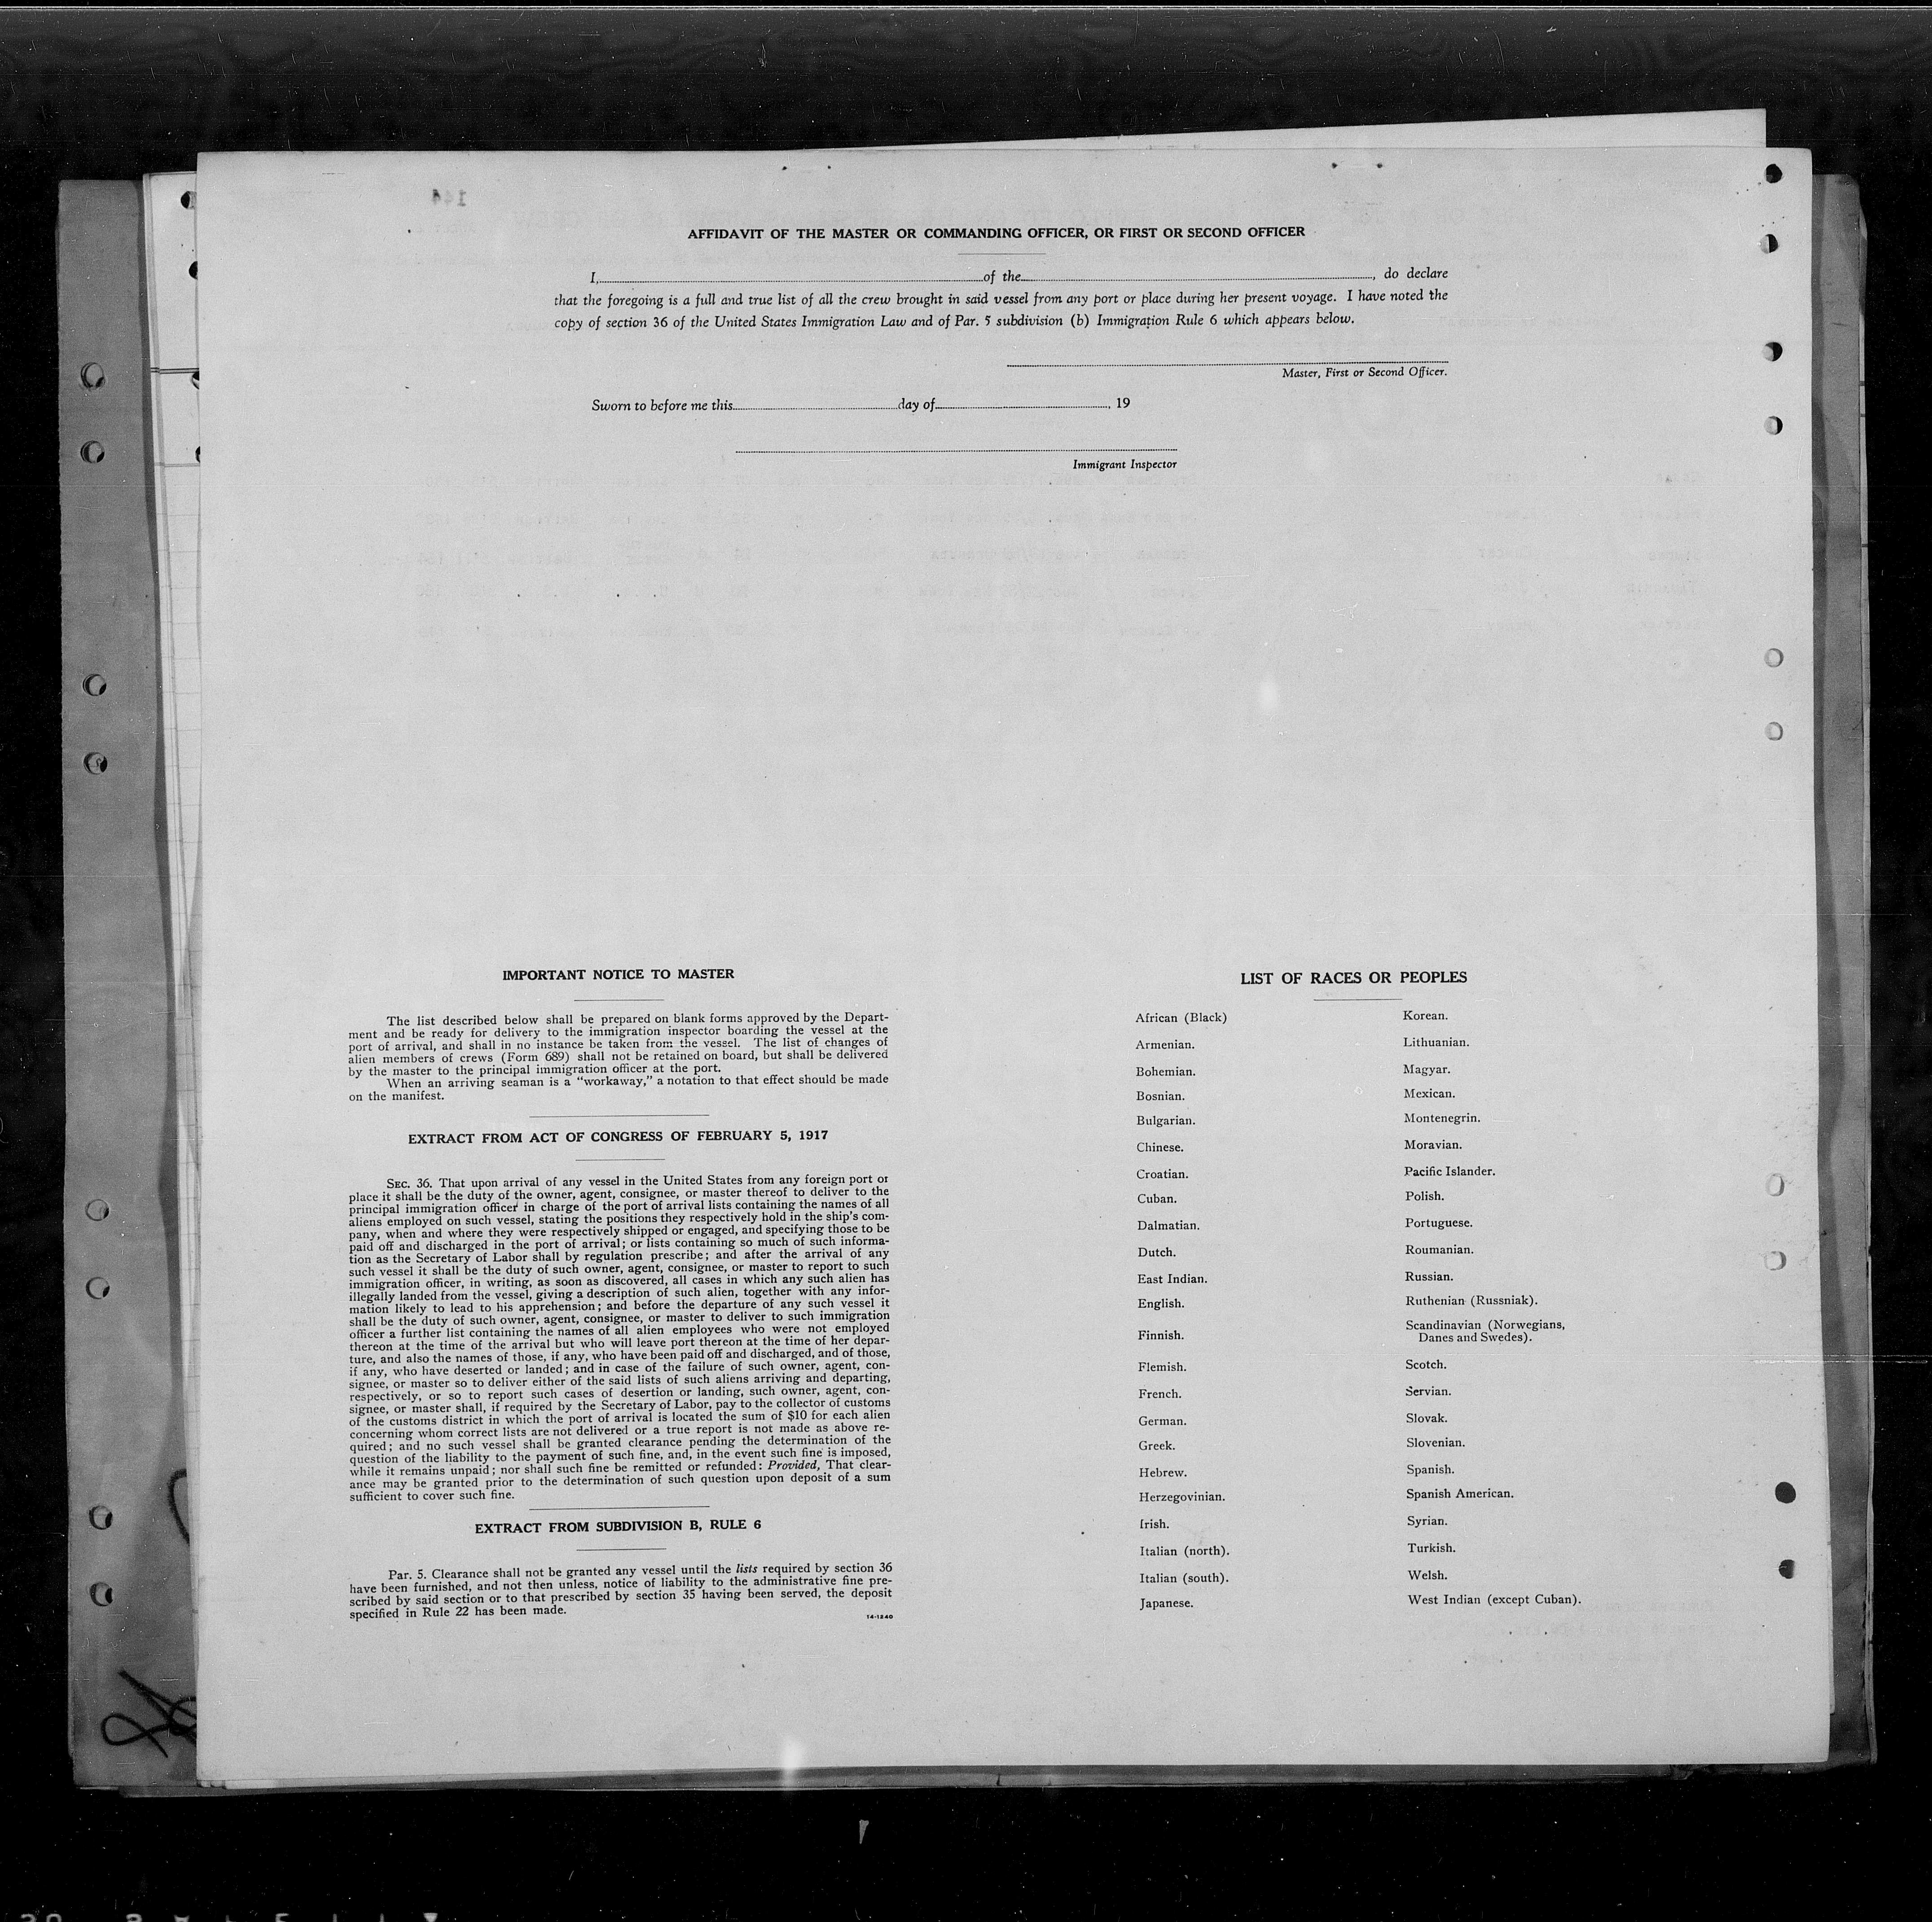 144
AFFIDAVIT OF THE MASTER OR COMMANDING OFFICER, OR FIRST OR SECOND OFFICER
I, of the , do declare
that the foregoing is a full and true list of all the crew brought in said vessel from any port or place during her present voyage. I have noted the
copy of section 36 of the United States Immigration Law and of Par. 5 subdivision (b) Immigration Rule 6 which appears below.
Master, First or Second Officer.
Sworn to before me this day of , 19
Immigrant Inspector
IMPORTANT NOTICE TO MASTER
The list described below shall be prepared on blank forms approved by the Depart-
ment and be ready for delivery to the immigration inspector boarding the vessel at the
port of arrival, and shall in no instance be taken from the vessel. The list of changes of
alien members of crews (Form 689) shall not be retained on board, but shall be delivered
by the master to the principal immigration officer at the port.
When an arriving seaman is a “workaway,” a notation to that effect should be made
on the manifest.
EXTRACT FROM ACT OF CONGRESS OF FEBRUARY 5, 1917
SEC. 36. That upon arrival of any vessel in the United States from any foreign port or
place it shall be the duty of the owner, agent, consignee, or master thereof to deliver to the
principal immigration officer in charge of the port of arrival lists containing the names of all
aliens employed on such vessel, stating the positions they respectively hold in the ship's com-
pany, when and where they were respectively shipped or engaged, and specifying those to be
paid off and discharged in the port of arrival; or lists containing so much of such informa-
tion as the Secretary of Labor shall by regulation prescribe; and after the arrival of any
such vessel it shall be the duty of such owner, agent, consignee, or master to report to such
immigration officer, in writing, as soon as discovered, all cases in which any such alien has
illegally landed from the vessel, giving a description of such alien, together with any infor-
mation likely to lead to his apprehension; and before the departure of any such vessel it
shall be the duty of such owner, agent, consignee, or master to deliver to such immigration
officer a further list containing the names of all alien employees who were not employed
thereon at the time of the arrival but who will leave port thereon at the time of her depar-
ture, and also the names of those, if any, who have been paid off and discharged, and of those,
if any, who have deserted or landed; and in case of the failure of such owner, agent, con-
signee, or master so to deliver either of the said lists of such aliens arriving and departing,
respectively, or so to report such cases of desertion or landing, such owner, agent, con-
signee, or master shall, if required by the Secretary of Labor, pay to the collector of customs
of the customs district in which the port of arrival is located the sum of $10 for each alien
concerning whom correct lists are not delivered or a true report is not made as above re-
quired; and no such vessel shall be granted clearance pending the determination of the
question of the liability to the payment of such fine, and, in the event such fine is imposed,
while it remains unpaid; nor shall such fine be remitted or refunded: Provided, That clear-
ance may be granted prior to the determination of such question upon deposit of a sum
sufficient to cover such fine.
EXTRACT FROM SUBDIVISION B, RULE 6
Par. 5. Clearance shall not be granted any vessel until the lists required by section 36
have been furnished, and not then unless, notice of liability to the administrative fine pre-
scribed by said section or to that prescribed by section 35 having been served, the deposit
specified in Rule 22 has been made.
14-1240
LIST OF RACES OR PEOPLES
African (Black)
Armenian.
Bohemian.
Bosnian.
Bulgarian.
Chinese.
Croatian.
Cuban.
Dalmatian.
Dutch.
East Indian.
English.
Finnish.
Flemish.
French.
German.
Greek.
Hebrew.
Herzegovinian.
Irish.
Italian (north).
Italian (south).
Japanese.
Korean.
Lithuanian.
Magyar.
Mexican.
Montenegrin.
Moravian.
Pacific Islander.
Polish.
Portuguese.
Roumanian.
Russian.
Ruthenian (Russniak).
Scandinavian (Norwegians,
Danes and Swedes).
Scotch.
Servian.
Slovak.
Slovenian.
Spanish.
Spanish American.
Syrian.
Turkish.
Welsh.
West Indian (except Cuban).